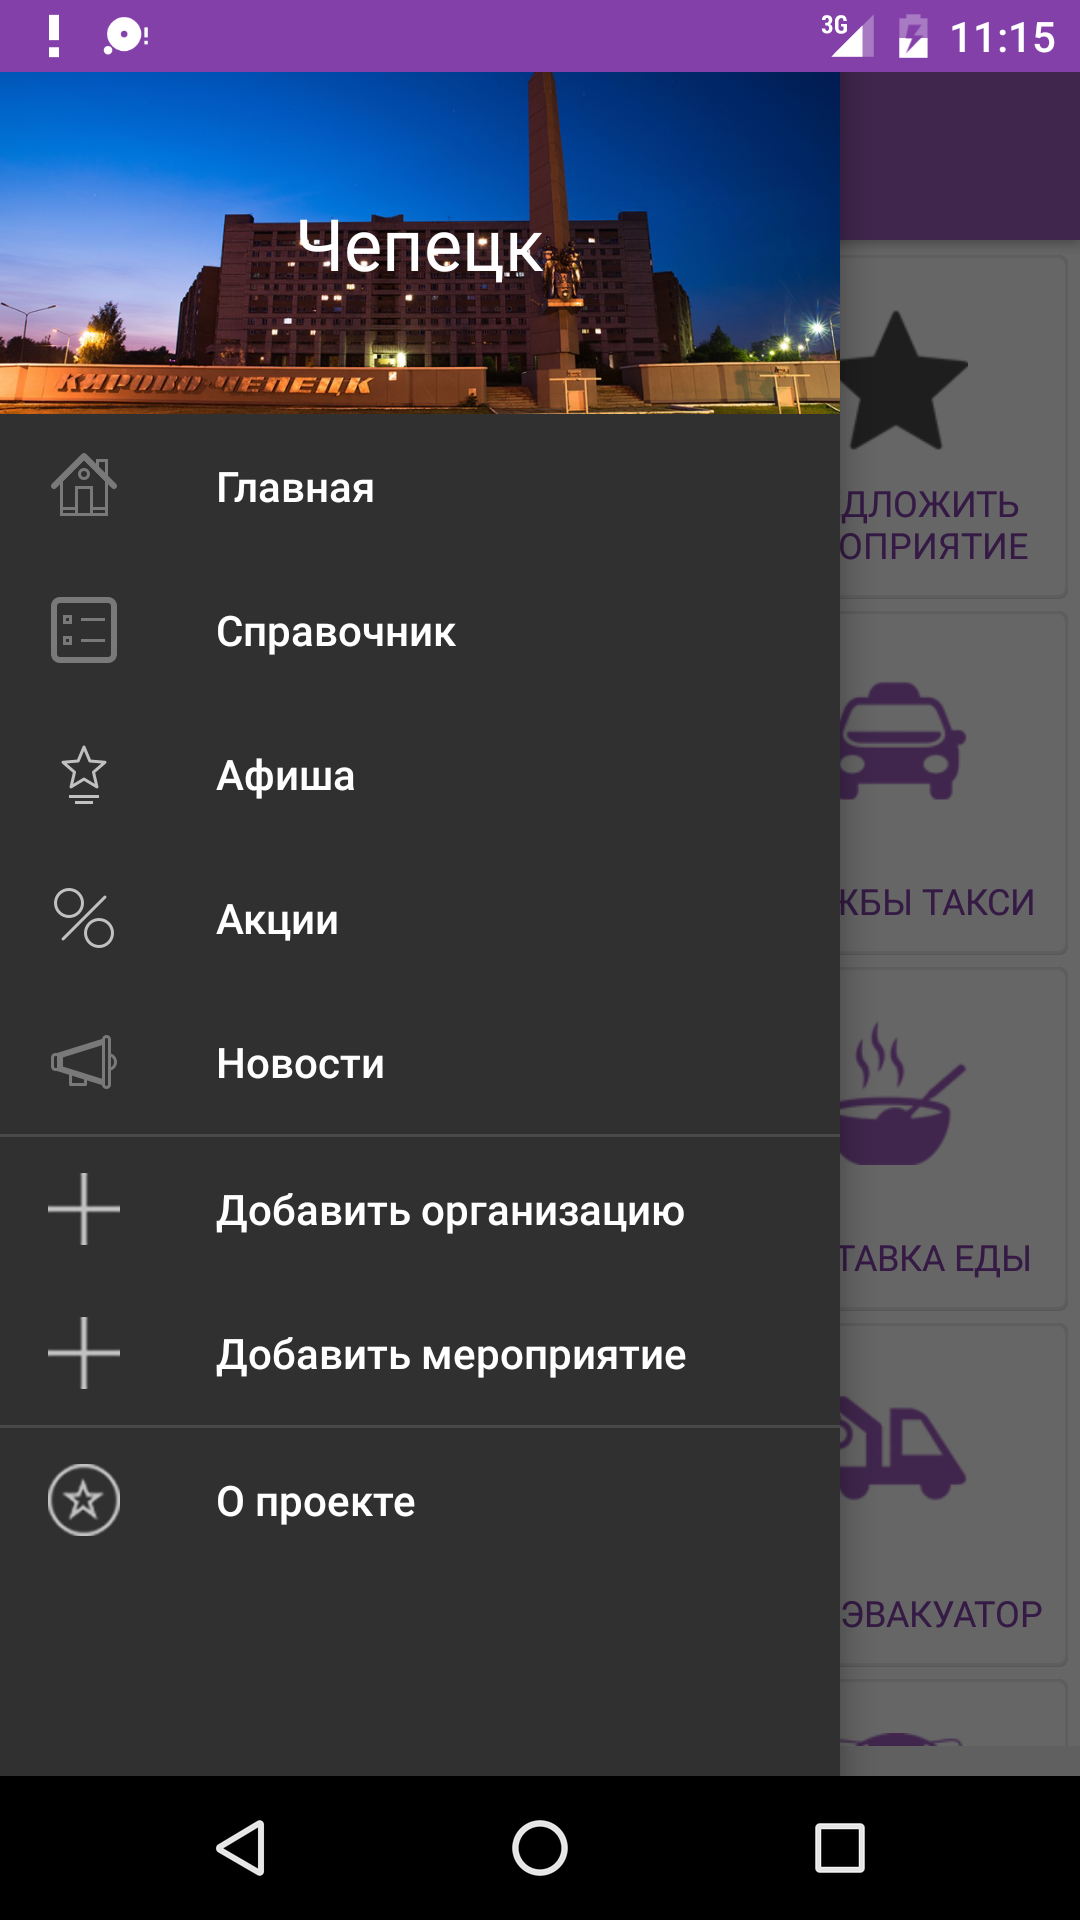 3G 11:15
Чепецк
КИРОВО-ЧЕПЕЦК
Главная
Справочник
Афиша
Акции
Новости
Добавить организацию
Добавить мероприятие
О проекте
ДЛОЖИТЬ
ОПРИЯТИЕ
ЖБЫ ТАКСИ
ТАВКА ЕДЫ
ЭВАКУАТОР